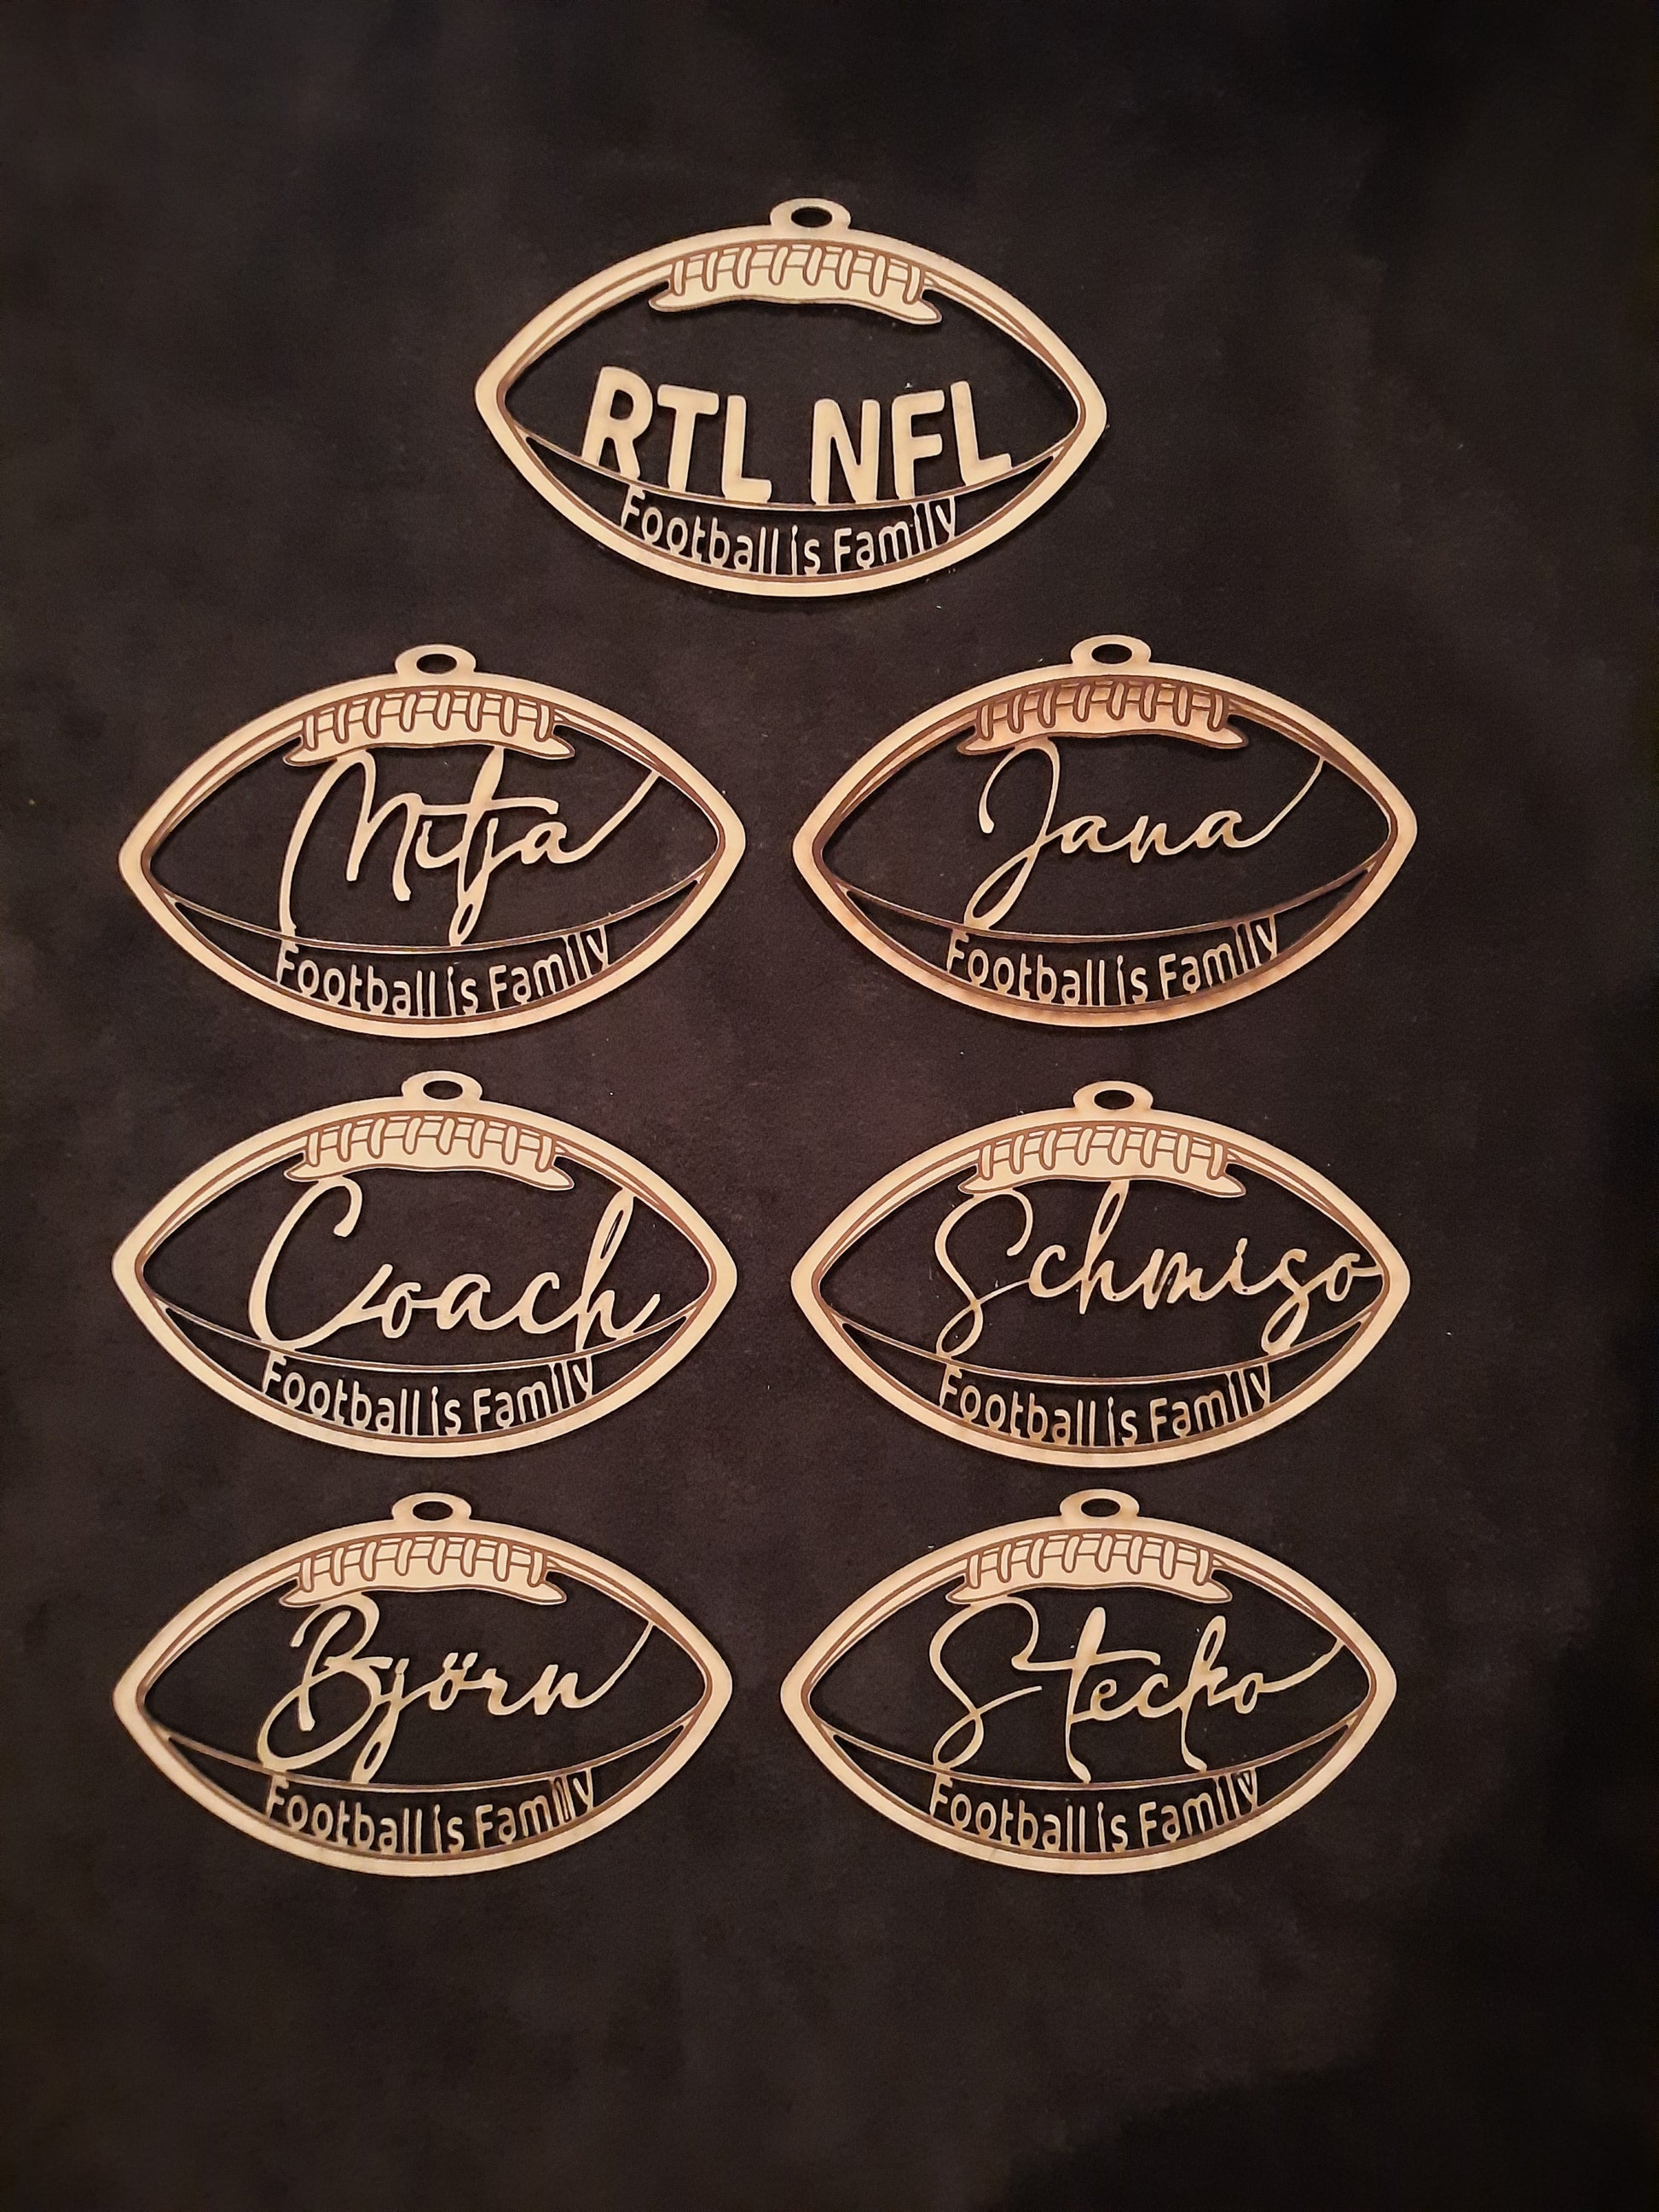 RTL NFL
Football is Family
Mitja
Football is Family
Jana
Football is Family
Coach
Football is Family
Schmiso
Football is Family
Björn
Football is Family
Stecko
Football is Family